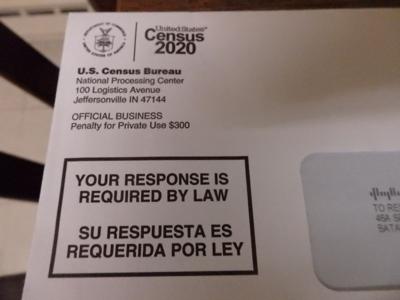 United States®
Census
2020
U.S. Census Bureau
National Processing Center
100 Logistics Avenue
Jeffersonville IN 47144
OFFICIAL BUSINESS
Penalty for Private Use $300
YOUR RESPONSE IS
REQUIRED BY LAW
SU RESPUESTA ES
REQUERIDA POR LEY
TO